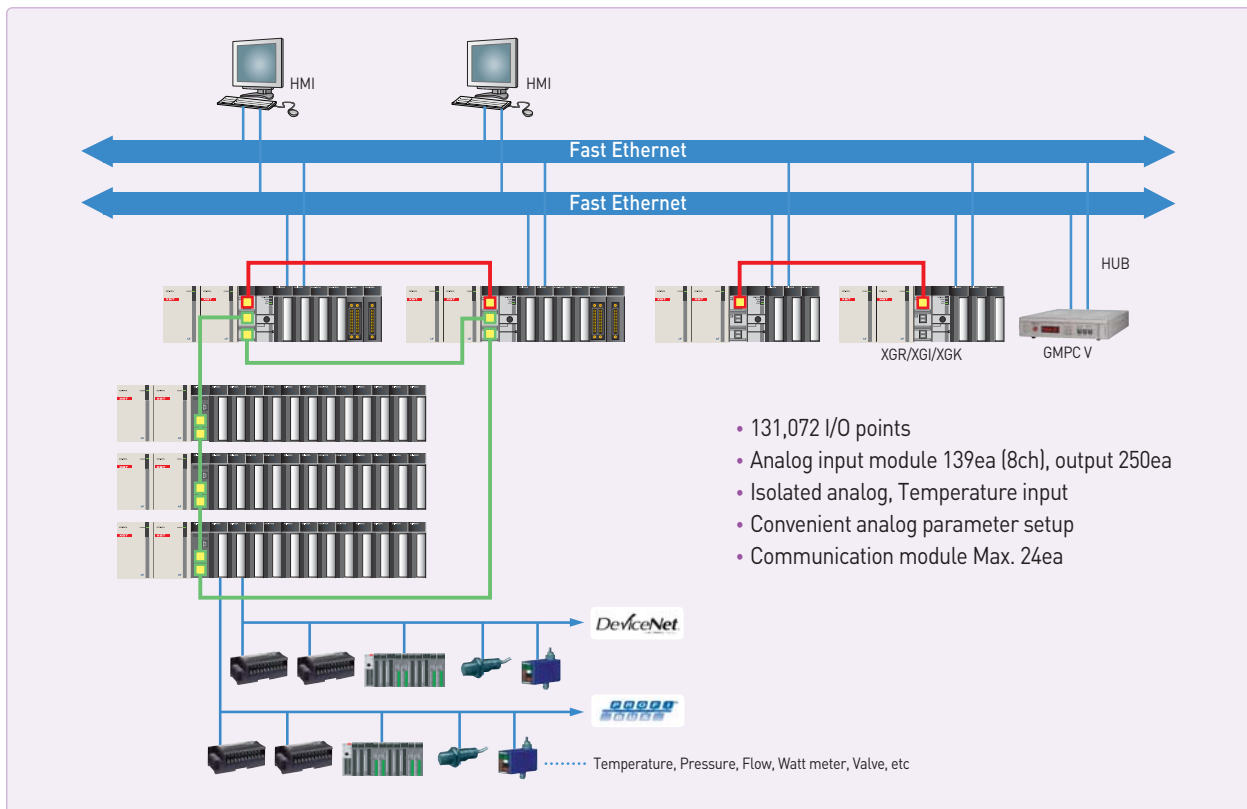 HMI
HMI
Fast Ethernet
Fast Ethernet
HUB
XGR/XGI/XGK
GMPC V
• 131,072 I/O points
• Analog input module 139ea (8ch), output 250ea
• Isolated analog, Temperature input
• Convenient analog parameter setup
• Communication module Max. 24ea
DeviceNet
PROFI
BUS
Temperature, Pressure, Flow, Watt meter, Valve, etc